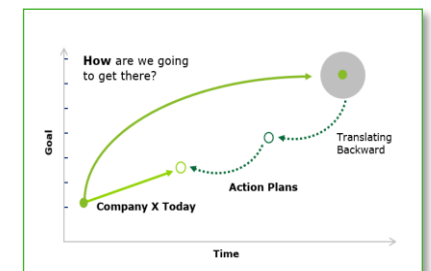 How are we going
to get there?
Goal
Translating
Backward
Action Plans
Company X Today
Time